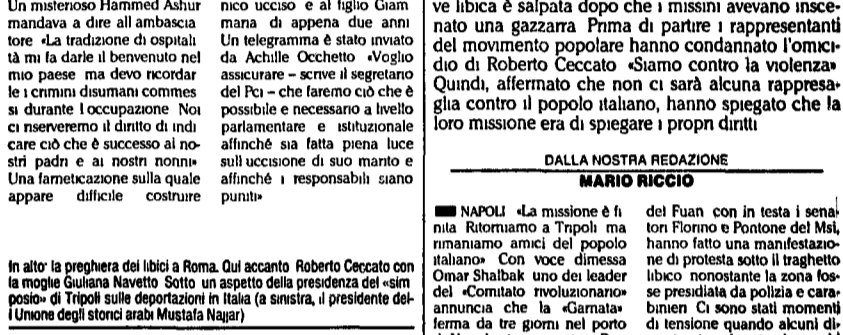 Un misterioso Hammed Ashur
mandava a dire all ambascia
tore «La tradizione di ospitali
tà mi fa darle il benvenuto nel
mio paese ma devo ricordar
le i crimini disumani commes
si durante l occupazione Noi
ci riserveremo il diritto di indi
care ciò che è successo al no-
stri padri e ai nostri nonni»
Una farneticazione sulla quale
appare difficile costruire
nico ucciso e al figlio Giam
mana di appena due anni
Un telegramma è stato inviato
da Achille Occhetto «Voglio
assicurare – scrive il segretario
del Pci – che faremo ciò che è
possibile e necessario a livello
parlamentare e istituzionale
affinché sia fatta piena luce
sull uccisione di suo marito e
affinché i responsabili siano
puniti»
In alto la preghiera dei libici a Roma. Qui accanto Roberto Ceccato con
la moglie Giuliana Navetto Sotto un aspetto della presidenza del «sim
posio» di Tripoli sulle deportazioni in Italia (a sinistra, il presidente del-
l Unione degli storici arabi Mustafa Najjar)
ve libica è salpata dopo che i missini avevano insce-
nato una gazzarra Prima di partire i rappresentanti
del movimento popolare hanno condannato l'omici-
dio di Roberto Ceccato «Siamo contro la violenza»
Quindi, affermato che non ci sarà alcuna rappresa-
glia contro il popolo italiano, hanno spiegato che la
loro missione era di spiegare i propri diritti
DALLA NOSTRA REDAZIONE
MARIO RICCIO
NAPOLI «La missione è fi
nita Ritorniamo a Tripoli ma
rimaniamo amici del popolo
italiano» Con voce dimessa
Omar Shalbak uno dei leader
del «Comitato rivoluzionario»
annuncia che la «Garnata»
ferma da tre giorni nel porto
del Fuan con in testa i sena
tori Florino e Pontone del Msi,
hanno fatto una manifestazio-
ne di protesta sotto il traghetto
libico nonostante la zona fos-
se presidiata da polizia e cara-
binieri Ci sono stati momenti
di tensione quando alcuni di-